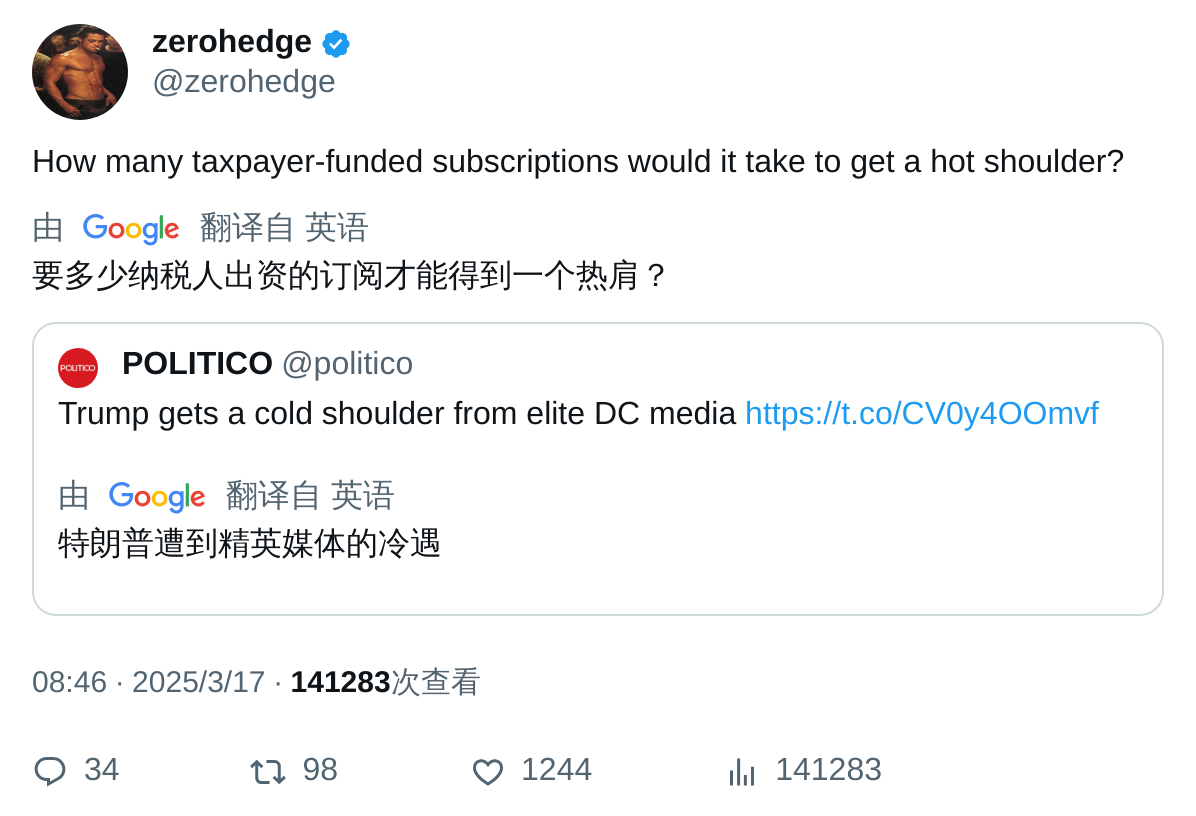 zerohedge
@zerohedge
How many taxpayer-funded subscriptions would it take to get a hot shoulder?
由 Google 翻译自 英语
要多少纳税人出资的订阅才能得到一个热肩？
POLITICO
POLITICO @politico
Trump gets a cold shoulder from elite DC media https://t.co/CV0y4OOmvf
由 Google 翻译自 英语
特朗普遭到精英媒体的冷遇
08:46 · 2025/3/17 · 141283次查看
34 98 1244 141283